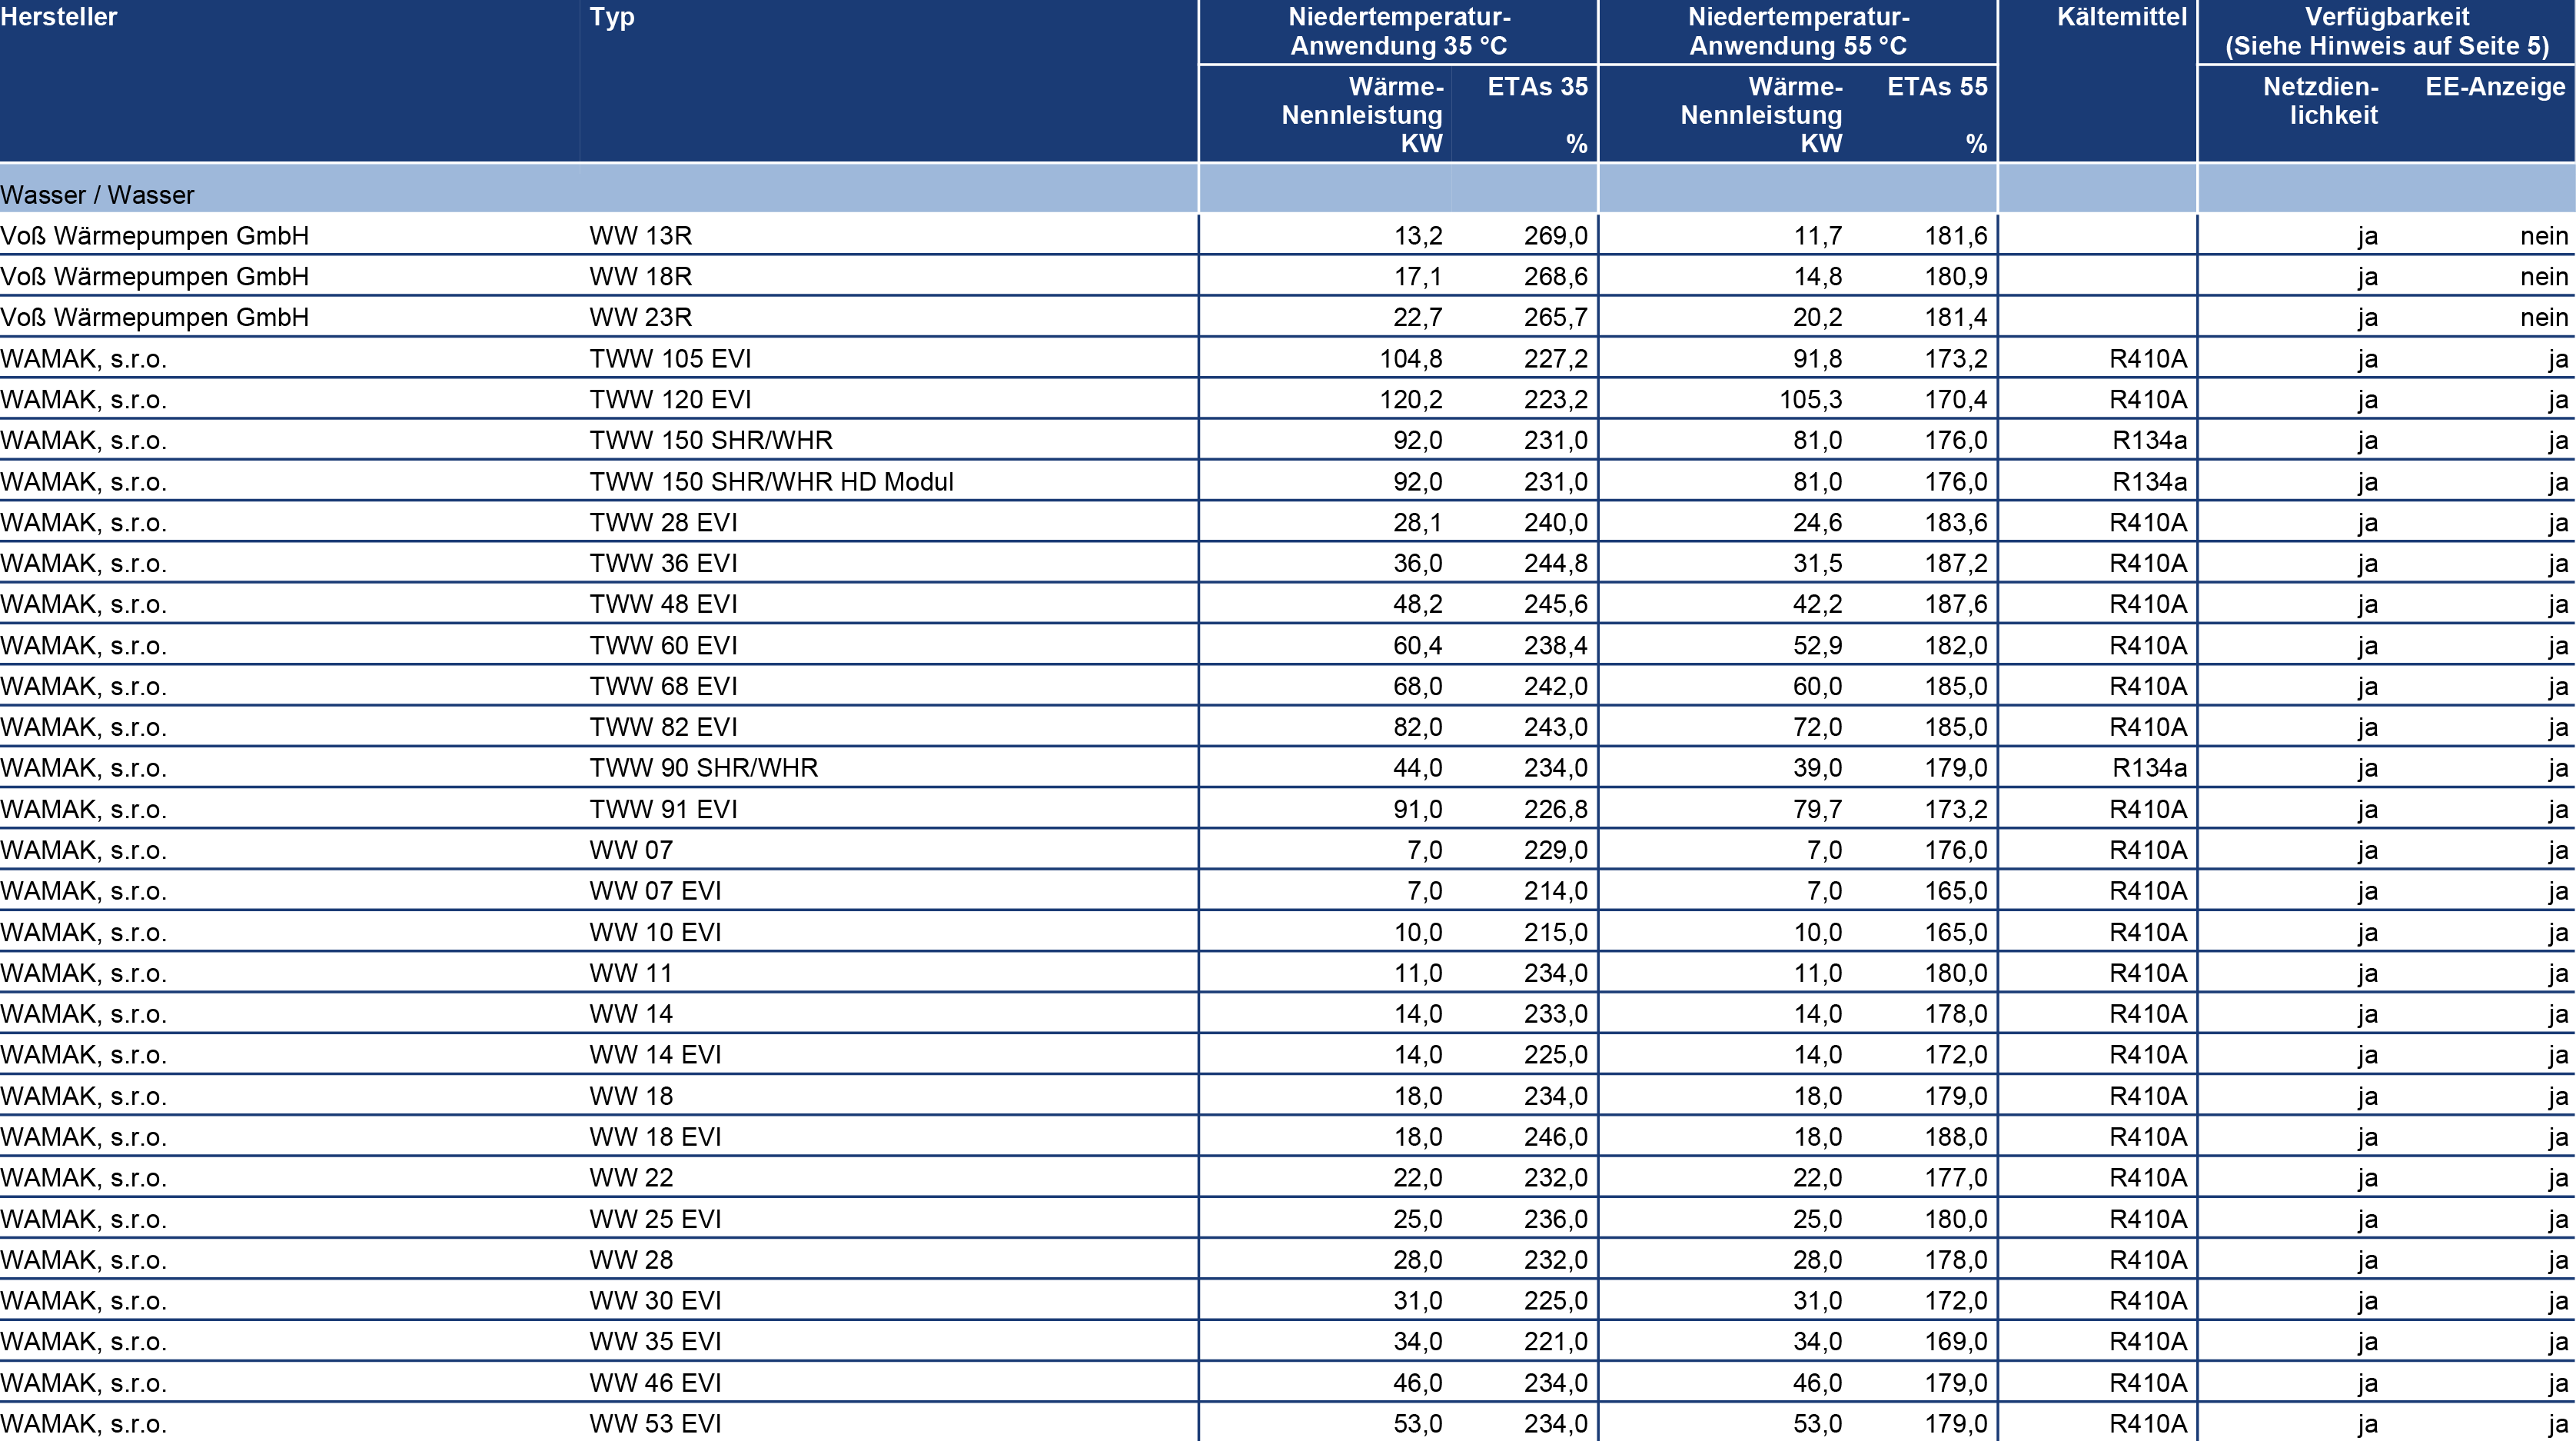 Hersteller Typ Niedertemperatur- Niedertemperatur- Kältemittel Verfügbarkeit
Anwendung 35 °C Anwendung 55 °C (Siehe Hinweis auf Seite 5)
Wärme- ETAs 35 Wärme- ETAs 55 Netzdien- EE-Anzeige
Nennleistung Nennleistung lichkeit
KW % KW %
Wasser / Wasser
Voß Wärmepumpen GmbH WW 13R 13,2 269,0 11,7 181,6 ja nein
Voß Wärmepumpen GmbH WW 18R 17,1 268,6 14,8 180,9 ja nein
Voß Wärmepumpen GmbH WW 23R 22,7 265,7 20,2 181,4 ja nein
WAMAK, s.r.o. TWW 105 EVI 104,8 227,2 91,8 173,2 R410A ja ja
WAMAK, s.r.o. TWW 120 EVI 120,2 223,2 105,3 170,4 R410A ja ja
WAMAK, s.r.o. TWW 150 SHR/WHR 92,0 231,0 81,0 176,0 R134a ja ja
WAMAK, s.r.o. TWW 150 SHR/WHR HD Modul 92,0 231,0 81,0 176,0 R134a ja ja
WAMAK, s.r.o. TWW 28 EVI 28,1 240,0 24,6 183,6 R410A ja ja
WAMAK, s.r.o. TWW 36 EVI 36,0 244,8 31,5 187,2 R410A ja ja
WAMAK, s.r.o. TWW 48 EVI 48,2 245,6 42,2 187,6 R410A ja ja
WAMAK, s.r.o. TWW 60 EVI 60,4 238,4 52,9 182,0 R410A ja ja
WAMAK, s.r.o. TWW 68 EVI 68,0 242,0 60,0 185,0 R410A ja ja
WAMAK, s.r.o. TWW 82 EVI 82,0 243,0 72,0 185,0 R410A ja ja
WAMAK, s.r.o. TWW 90 SHR/WHR 44,0 234,0 39,0 179,0 R134a ja ja
WAMAK, s.r.o. TWW 91 EVI 91,0 226,8 79,7 173,2 R410A ja ja
WAMAK, s.r.o. WW 07 7,0 229,0 7,0 176,0 R410A ja ja
WAMAK, s.r.o. WW 07 EVI 7,0 214,0 7,0 165,0 R410A ja ja
WAMAK, s.r.o. WW 10 EVI 10,0 215,0 10,0 165,0 R410A ja ja
WAMAK, s.r.o. WW 11 11,0 234,0 11,0 180,0 R410A ja ja
WAMAK, s.r.o. WW 14 14,0 233,0 14,0 178,0 R410A ja ja
WAMAK, s.r.o. WW 14 EVI 14,0 225,0 14,0 172,0 R410A ja ja
WAMAK, s.r.o. WW 18 18,0 234,0 18,0 179,0 R410A ja ja
WAMAK, s.r.o. WW 18 EVI 18,0 246,0 18,0 188,0 R410A ja ja
WAMAK, s.r.o. WW 22 22,0 232,0 22,0 177,0 R410A ja ja
WAMAK, s.r.o. WW 25 EVI 25,0 236,0 25,0 180,0 R410A ja ja
WAMAK, s.r.o. WW 28 28,0 232,0 28,0 178,0 R410A ja ja
WAMAK, s.r.o. WW 30 EVI 31,0 225,0 31,0 172,0 R410A ja ja
WAMAK, s.r.o. WW 35 EVI 34,0 221,0 34,0 169,0 R410A ja ja
WAMAK, s.r.o. WW 46 EVI 46,0 234,0 46,0 179,0 R410A ja ja
WAMAK, s.r.o. WW 53 EVI 53,0 234,0 53,0 179,0 R410A ja ja